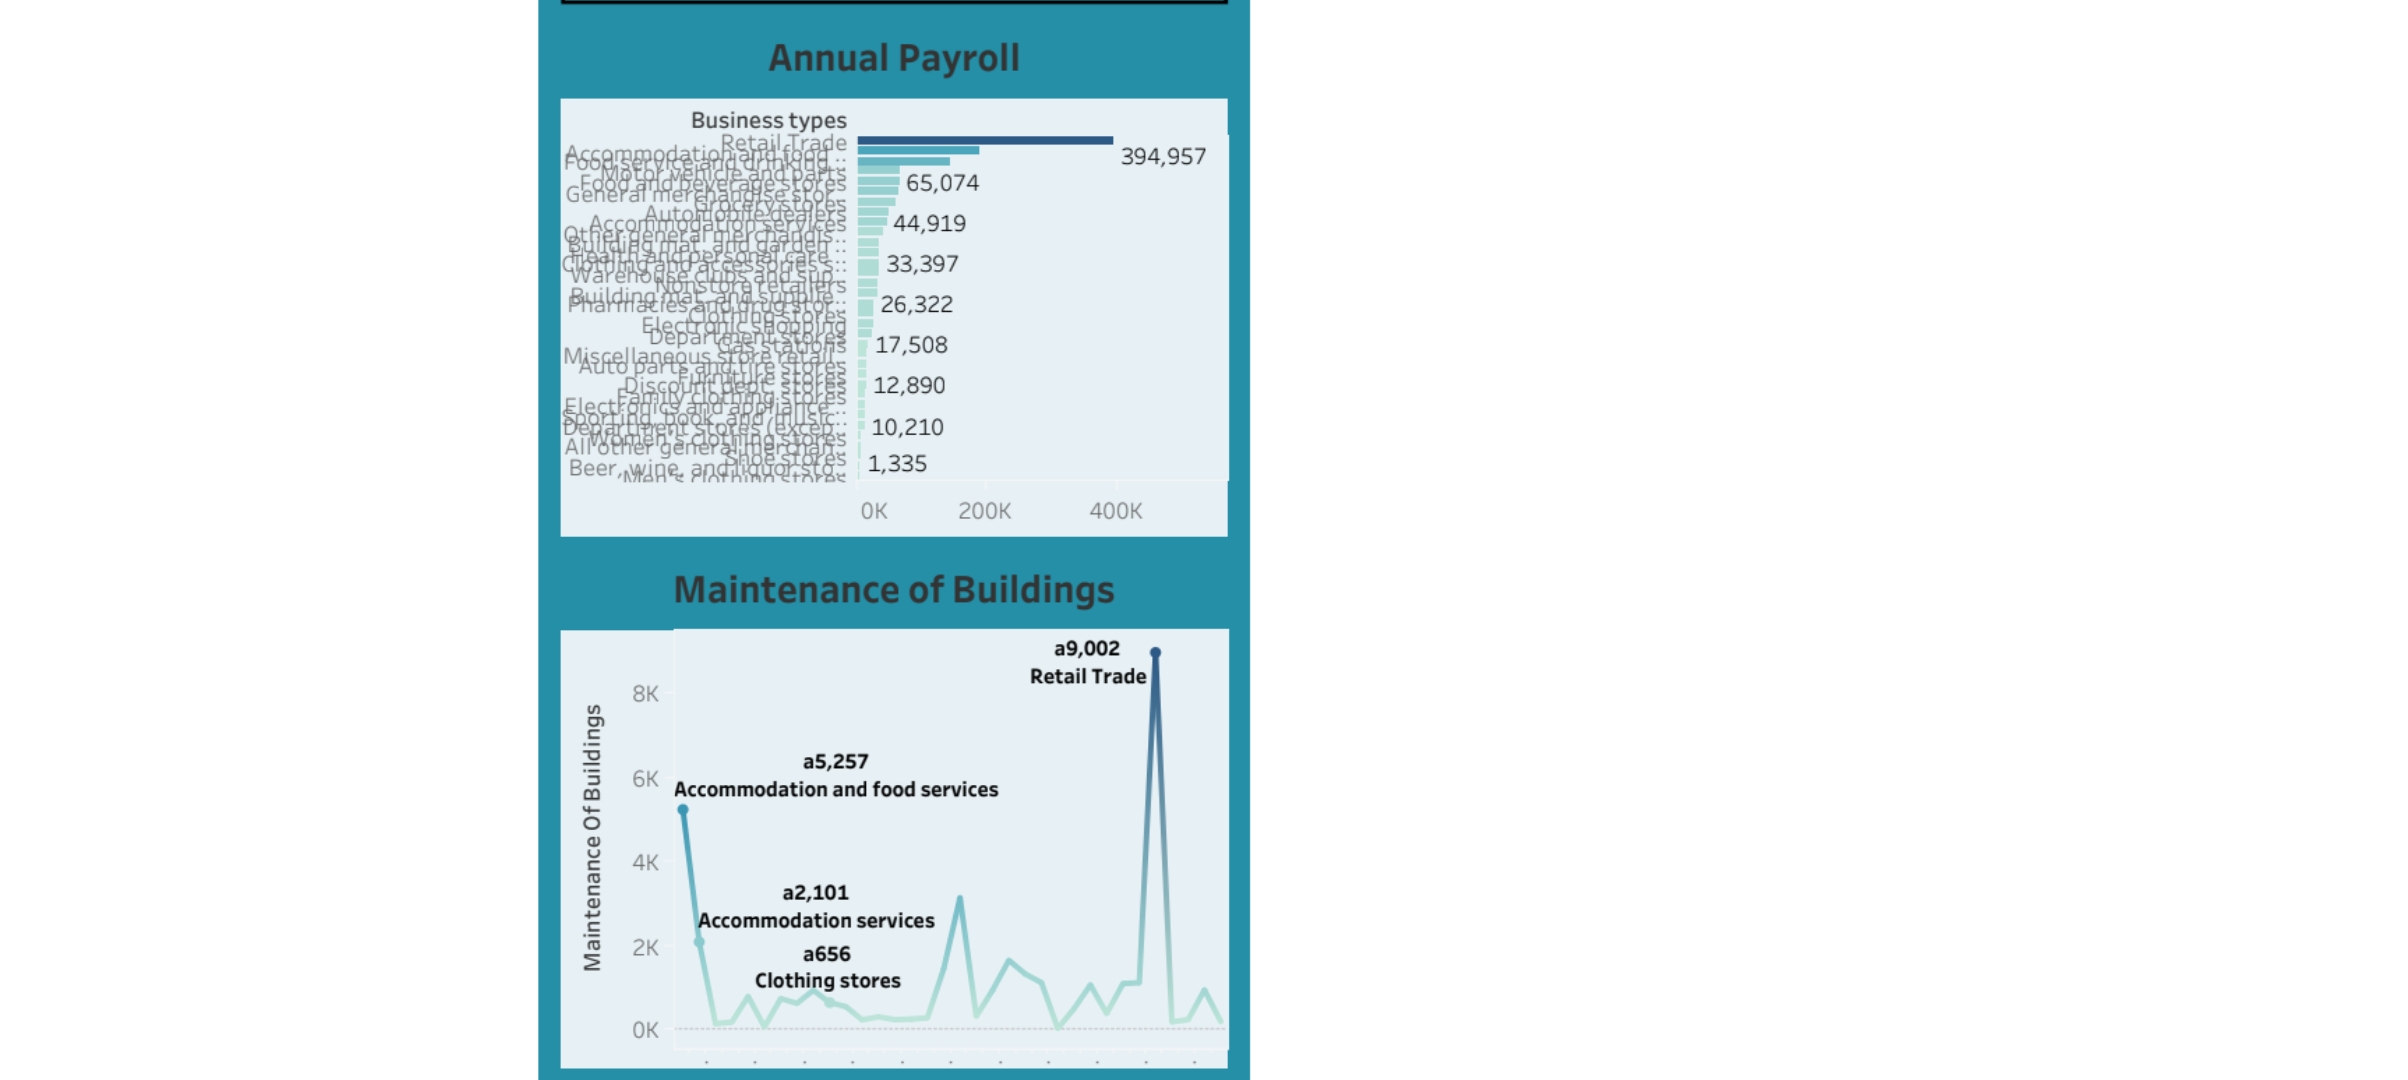 Annual Payroll
Business types
Retail Trade
394,957
Accommodation and food ..
Food service and drinking ..
Motor vehicle and parts
Food and beverage stores
65,074
General merchandise stor..
Grocery stores
Automobile dealers
Accommodation services
44,919
Other general merchandis..
Building mat. and garden ..
Health and personal care ..
Clothing and accessories s..
33,397
Warehouse clubs and sup..
Nonstore retailers
Building mat. and supplie..
Pharmacies and drug stor..
26,322
Clothing stores
Electronic shopping
Department stores
Gas stations
17,508
Miscellaneous store retail..
Auto parts and tire stores
Furniture stores
Discount dept. stores
12,890
Family clothing stores
Electronics and appliance ..
Sporting, book, and music..
Department stores (excep..
10,210
Women's clothing stores
All other general merchan..
Shoe stores
1,335
Beer, wine, and liquor sto..
Men's clothing stores
0K 200K 400K
Maintenance of Buildings
a9,002
Retail Trade
8K
a5,257
6K
Accommodation and food services
4K
a2,101
Accommodation services
2K
a656
Clothing stores
0K
Maintenance Of Buildings